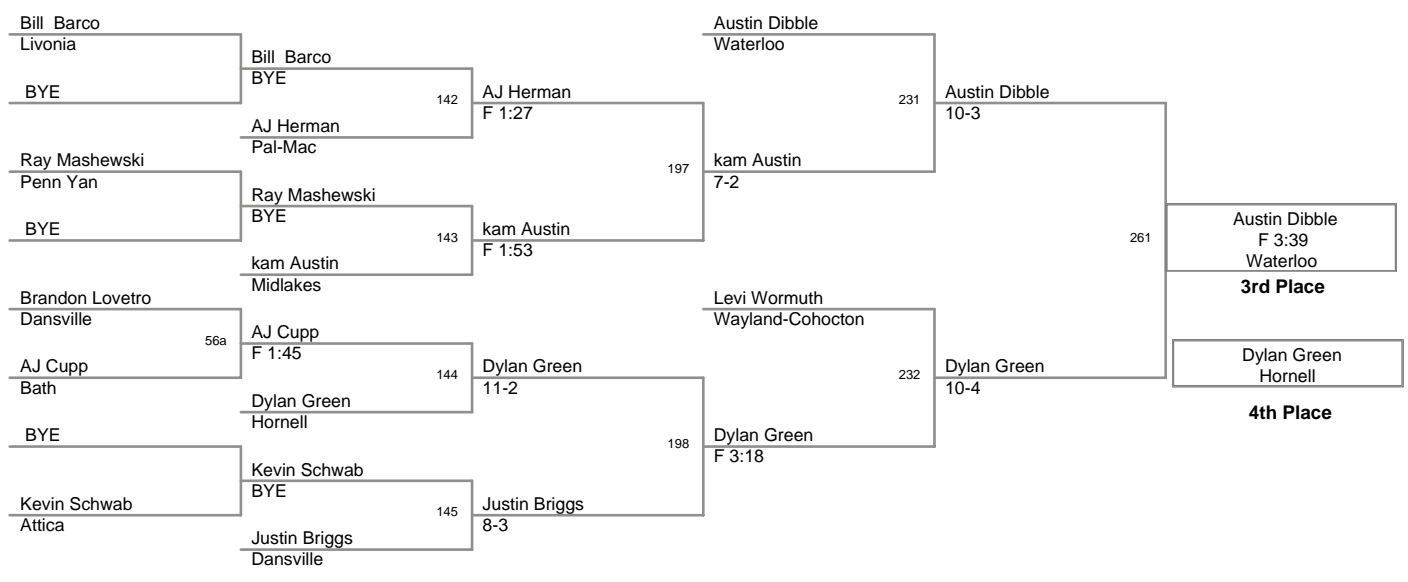 Bill  Barco
Livonia
BYE
Ray Mashewski
Penn Yan
BYE
Brandon Lovetro
Dansville
56a
AJ Cupp
Bath
BYE
Kevin Schwab
Attica
Bill  Barco
BYE
142
AJ Herman
Pal-Mac
Ray Mashewski
BYE
143
kam Austin
Midlakes
AJ Cupp
F 1:45
144
Dylan Green
Hornell
Kevin Schwab
BYE
145
Justin Briggs
Dansville
AJ Herman
F 1:27
197
kam Austin
F 1:53
Dylan Green
11-2
198
Justin Briggs
8-3
Austin Dibble
Waterloo
231
kam Austin
7-2
Levi Wormuth
Wayland-Cohocton
232
Dylan Green
F 3:18
Austin Dibble
10-3
261
Dylan Green
10-4
Austin Dibble
F 3:39
Waterloo
3rd Place
Dylan Green
Hornell
4th Place